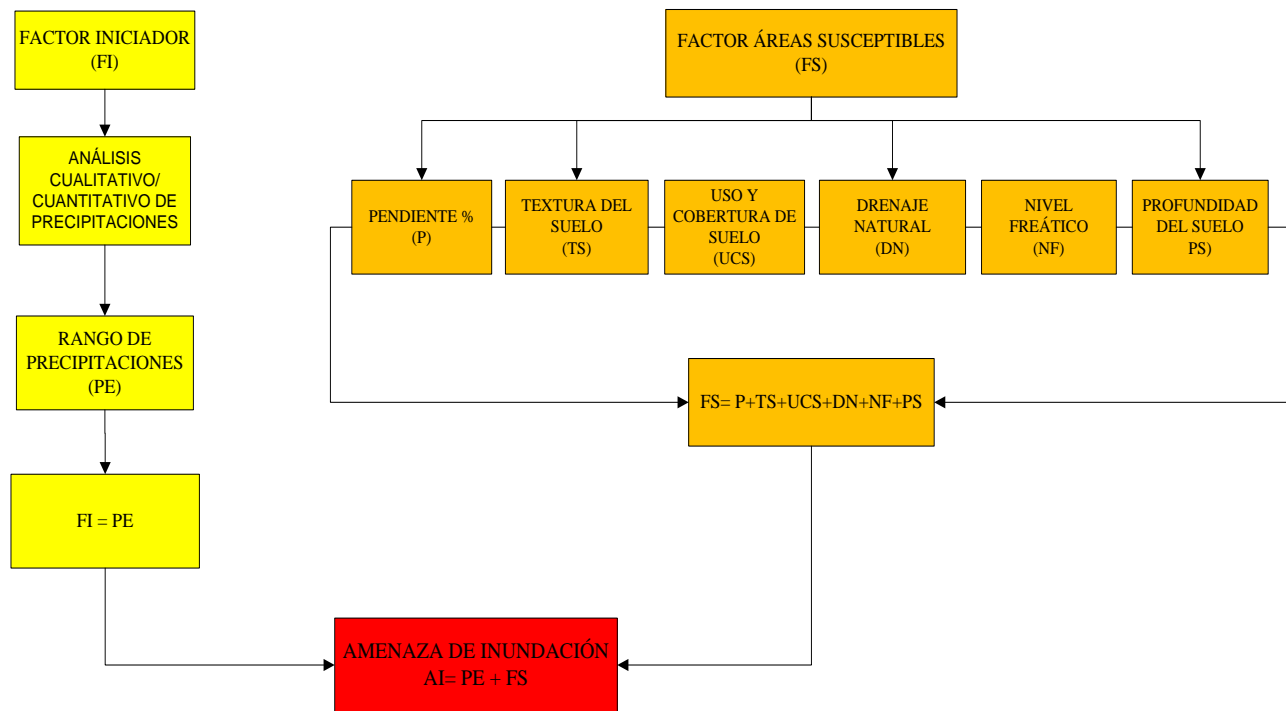 FACTOR INICIADOR
(FI)
ANÁLISIS
CUALITATIVO/
CUANTITATIVO DE
PRECIPITACIONES
RANGO DE
PRECIPITACIONES
(PE)
FI = PE
FACTOR ÁREAS SUSCEPTIBLES
(FS)
PENDIENTE %
(P)
TEXTURA DEL
SUELO
(TS)
USO Y
COBERTURA DE
SUELO
(UCS)
DRENAJE
NATURAL
(DN)
NIVEL
FREÁTICO
(NF)
PROFUNDIDAD
DEL SUELO
PS)
FS= P+TS+UCS+DN+NF+PS
AMENAZA DE INUNDACIÓN
AI= PE + FS